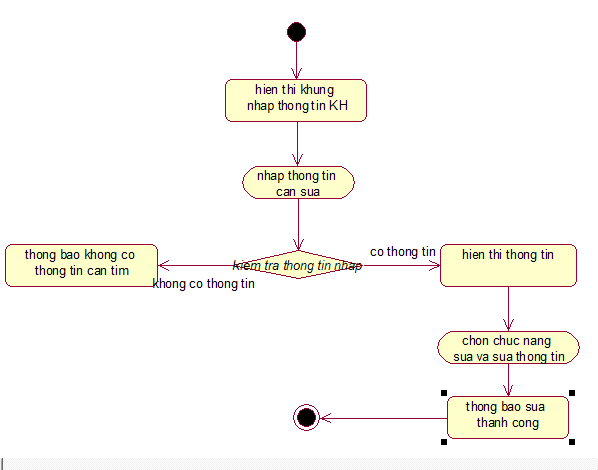 hien thi khung
nhap thong tin KH
nhap thong tin
can sua
kiem tra thong tin nhap
co thong tin
khong co thong tin
thong bao khong co
thong tin can tim
hien thi thong tin
chon chuc nang
sua va sua thong tin
thong bao sua
thanh cong